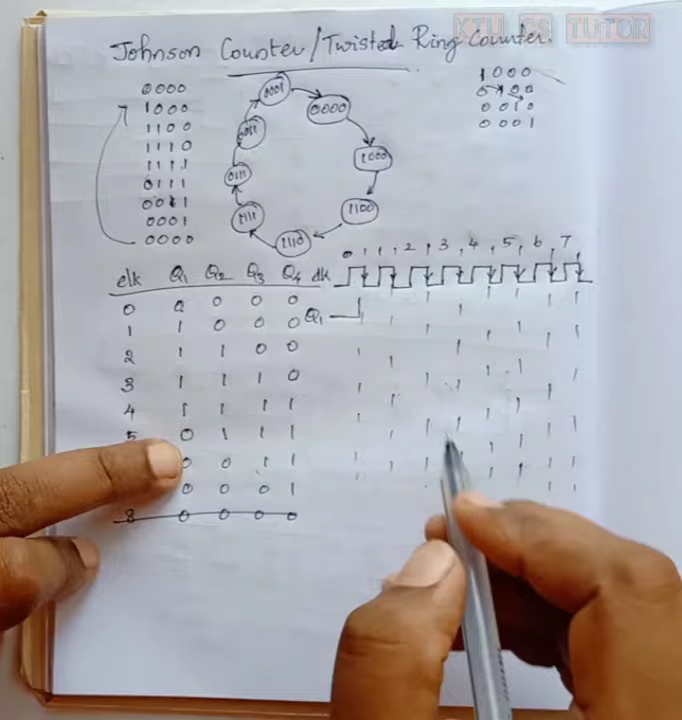 KTU CS TUTOR
Johnson Counter/Twisted Ring Counter
0000
1000
1100
1110
1111
0111
0011
0001
0000
0001
0000
1000
1100
1110
1111
0111
0011
1000
0100
0010
0001
clk Q1 Q2 Q3 Q4
0 0 0 0 0
1 1 0 0 0
2 1 1 0 0
3 1 1 1 0
4 1 1 1 1
5 0 1 1 1
0 0 1 1
0 0 0 1
8 0 0 0 0
0 1 2 3 4 5 6 7
clk
Q1